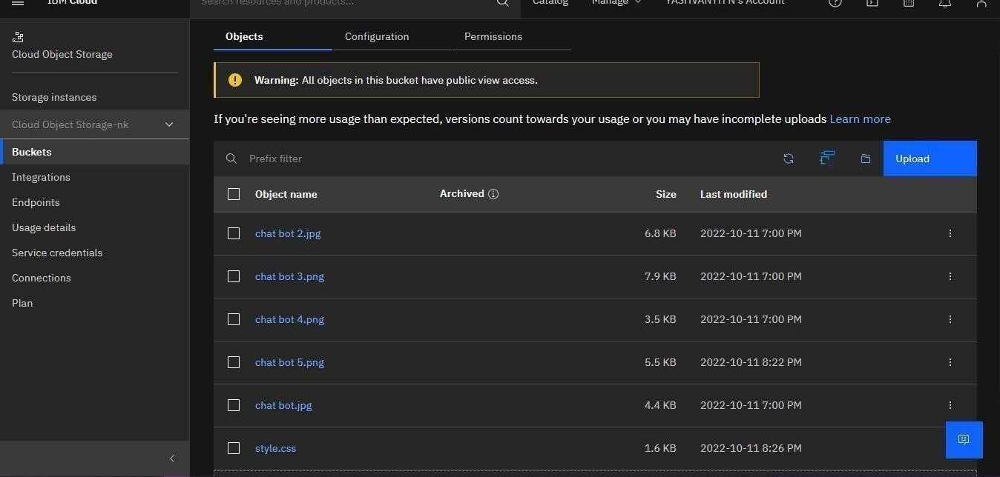 IBM Cloud
Search resources and products...
Catalog
Manage
YASHVANTH N's Account
Cloud Object Storage
Storage instances
Cloud Object Storage-nk
Buckets
Integrations
Endpoints
Usage details
Service credentials
Connections
Plan
Objects Configuration Permissions
Warning: All objects in this bucket have public view access.
If you're seeing more usage than expected, versions count towards your usage or you may have incomplete uploads Learn more
Prefix filter Upload
Object name Archived Size Last modified
chat bot 2.jpg 6.8 KB 2022-10-11 7:00 PM
chat bot 3.png 7.9 KB 2022-10-11 7:00 PM
chat bot 4.png 3.5 KB 2022-10-11 7:00 PM
chat bot 5.png 5.5 KB 2022-10-11 8:22 PM
chat bot.jpg 4.4 KB 2022-10-11 7:00 PM
style.css 1.6 KB 2022-10-11 8:26 PM